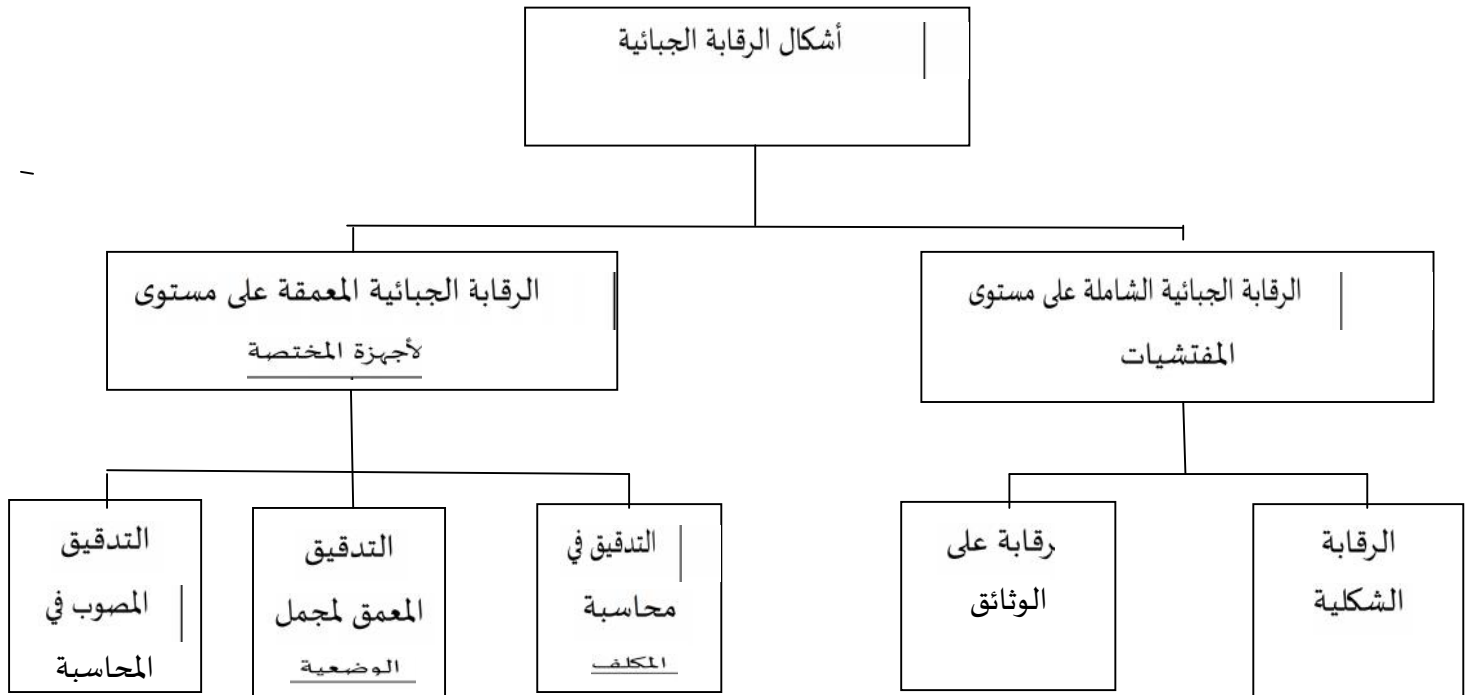 أشكال الرقابة الجبائية
الرقابة الجبائية الشاملة على مستوى
المفتشيات
الرقابة الجبائية المعمقة على مستوى
لأجهزة المختصة
الرقابة
الشكلية
رقابة على
الوثائق
التدقيق في
محاسبة
المكلف
التدقيق
المعمق لمجمل
الوضعية
التدقيق
المصوب في
المحاسبة